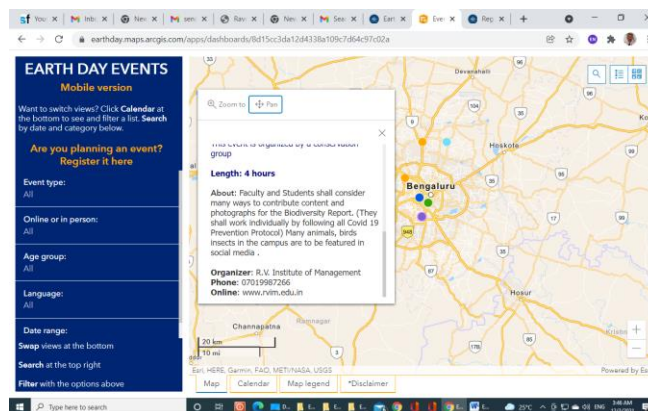 earthday.maps.arcgis.com/apps/dashboards/8d15cc3da12d4338a109c7d64c97c02a
EARTH DAY EVENTS
Mobile version
Want to switch views? Click Calendar at
the bottom to see and filter a list. Search
by date and category below.
Are you planning an event?
Register it here
Event type:
All
Online or in person:
All
Age group:
All
Language:
All
Date range:
Swap views at the bottom
Search at the top right
Filter with the options above
Zoom to
Pan
This event is organized by a conservation
group
Length: 4 hours
About: Faculty and Students shall consider
many ways to contribute content and
photographs for the Biodiversity Report. (They
shall work individually by following all Covid 19
Prevention Protocol) Many animals, birds
insects in the campus are to be featured in
social media .
Organizer: R.V. Institute of Management
Phone: 07019987266
Online: www.rvim.edu.in
Devanahalli
Hoskote
Bengaluru
Hosur
Channapatna
Ramnagar
20 km
10 mi
Esri, HERE, Garmin, FAO, METI/NASA, USGS
Powered by Es
Map
Calendar
Map legend
*Disclaimer
Type here to search
25°C
ENG
3:46 AM